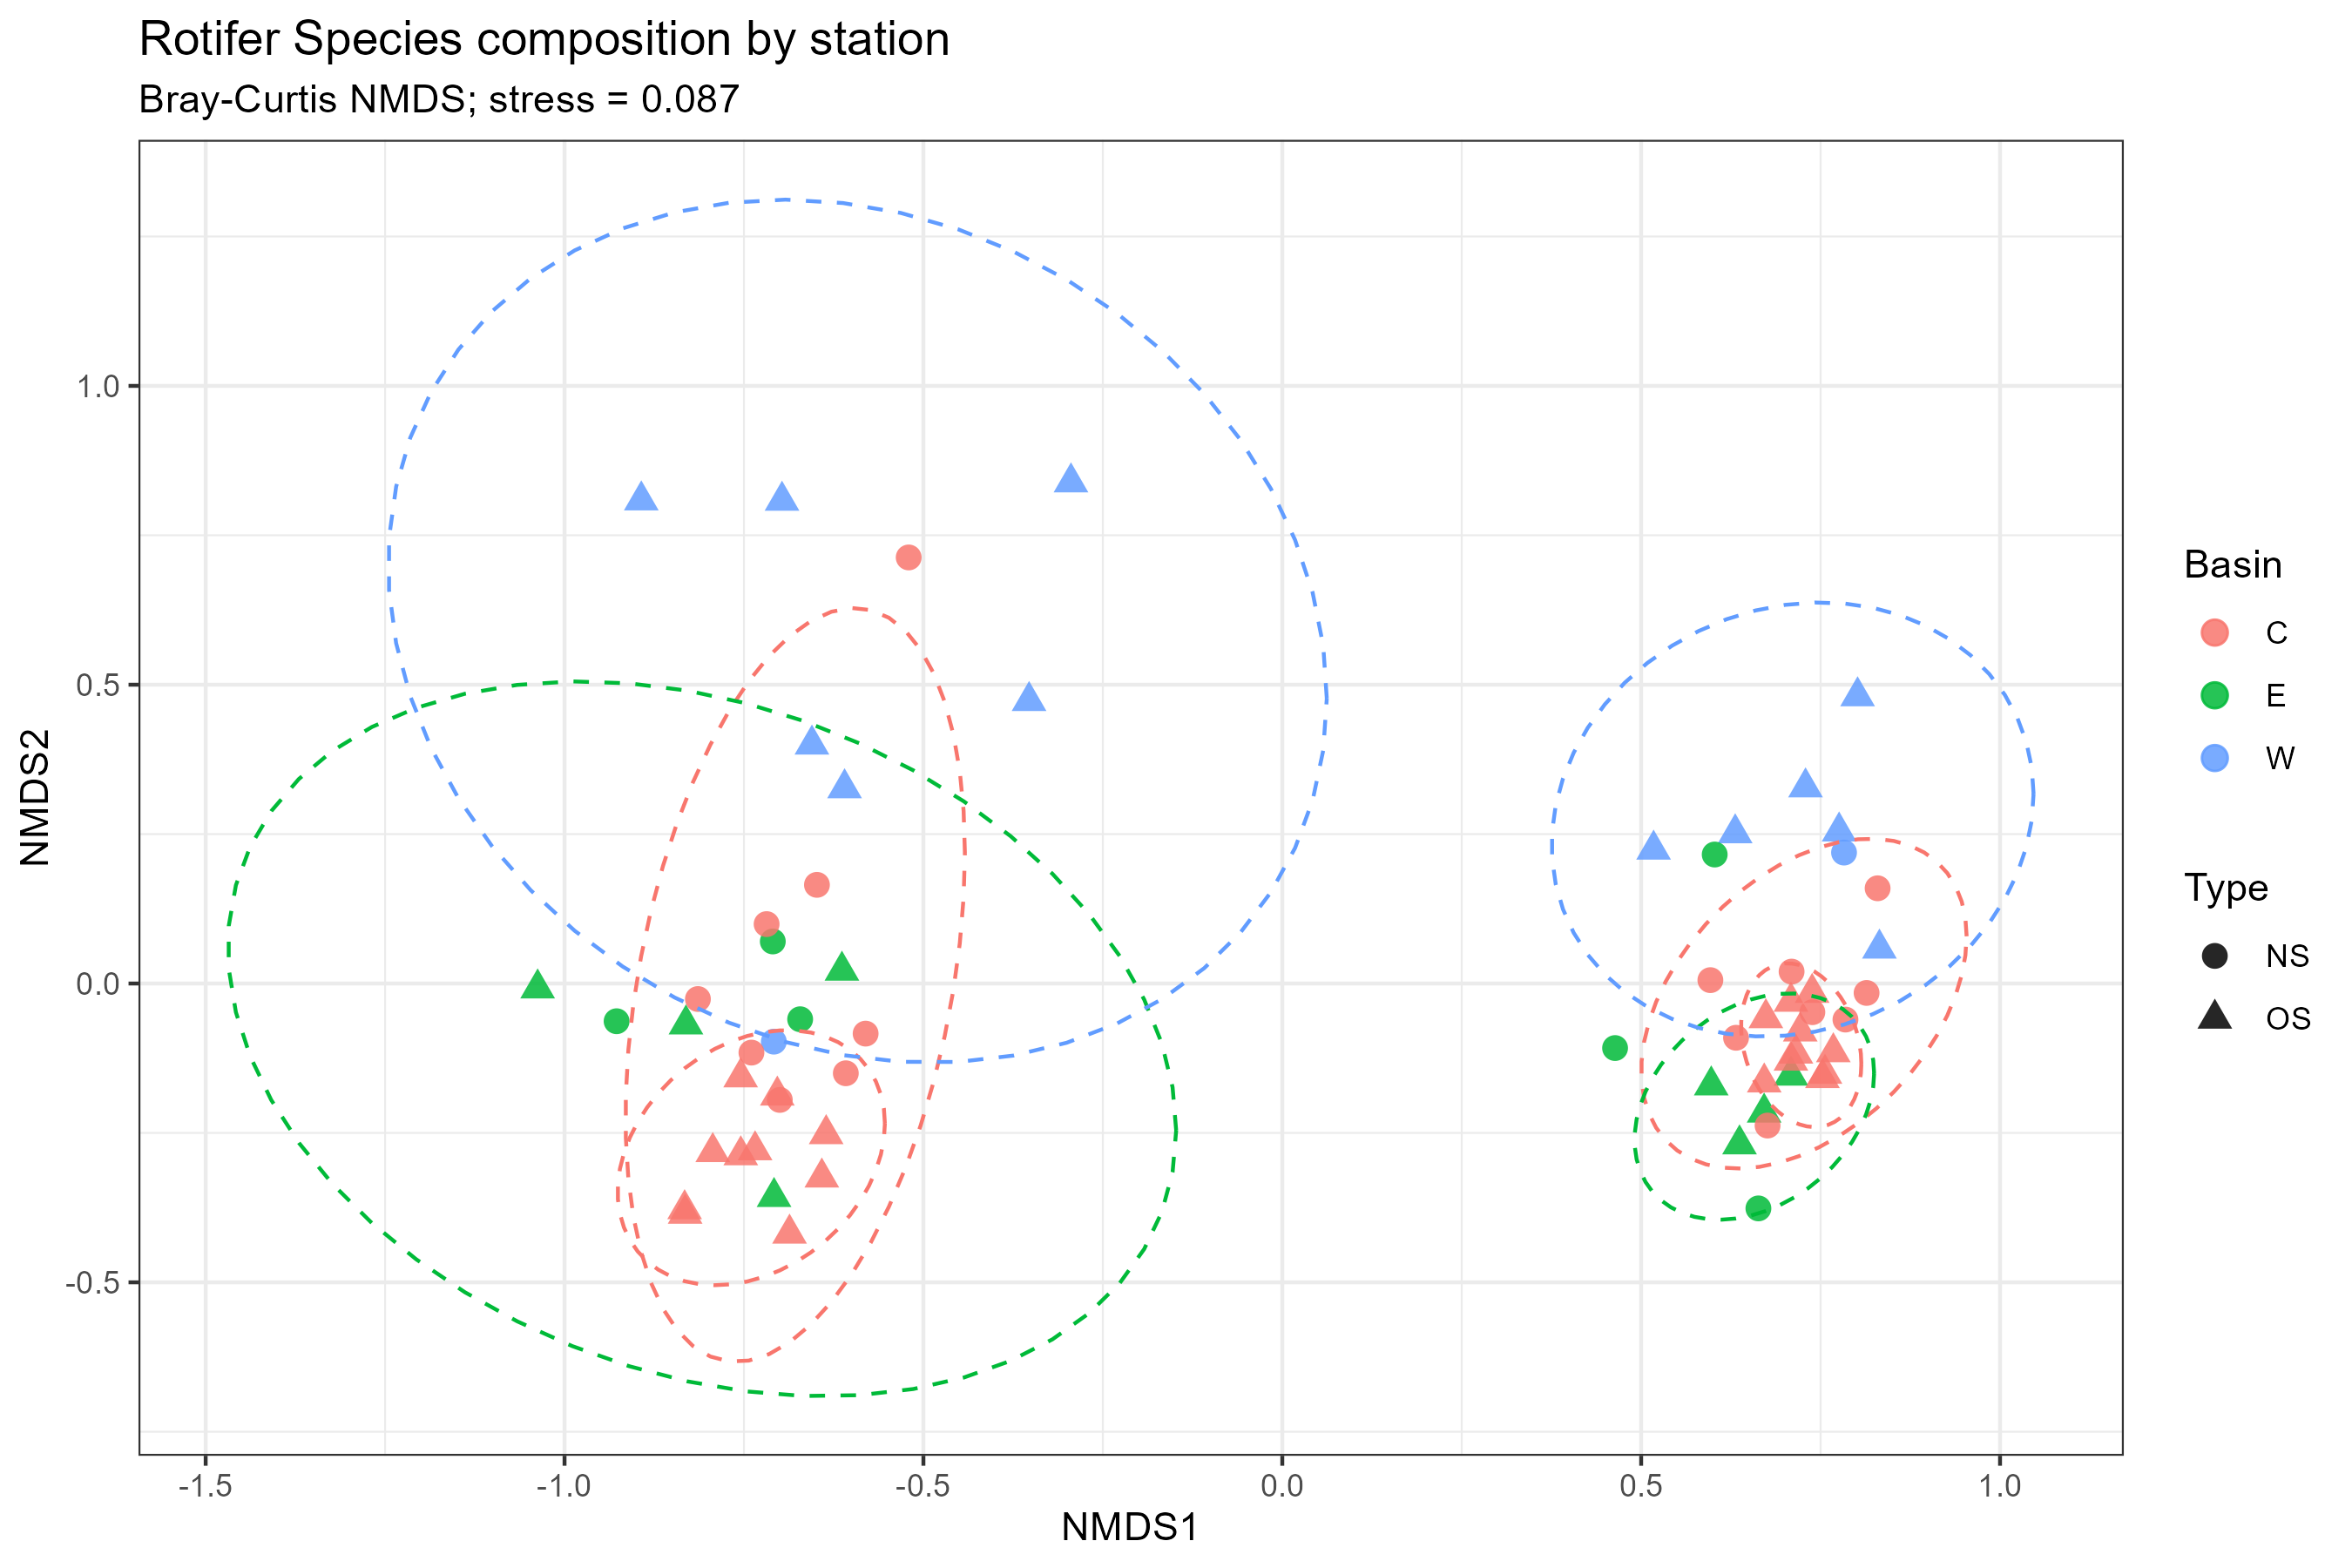 Rotifer Species composition by station
Bray-Curtis NMDS; stress = 0.087
NMDS2
1.0
0.5
0.0
-0.5
-1.5
-1.0
-0.5
0.0
0.5
1.0
NMDS1
Basin
C
E
W
Type
NS
OS